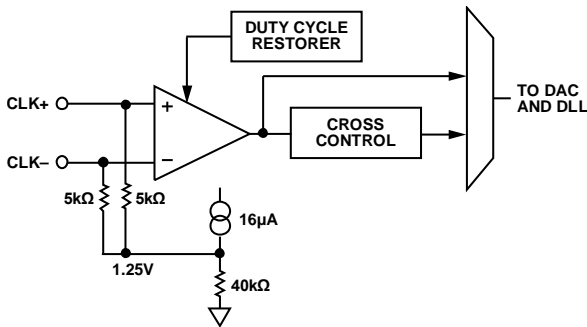 DUTY CYCLE
RESTORER
CLK+
+
CLK–
–
CROSS
CONTROL
TO DAC
AND DLL
5kΩ
5kΩ
16µA
1.25V
40kΩ